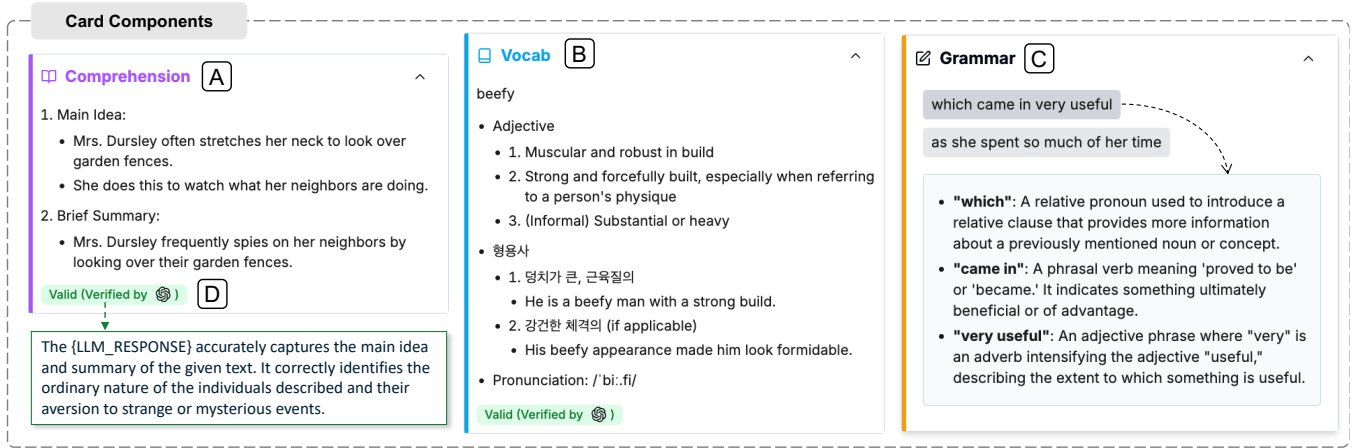 Card Components
Comprehension A
1. Main Idea:
• Mrs. Dursley often stretches her neck to look over
garden fences.
• She does this to watch what her neighbors are doing.
2. Brief Summary:
• Mrs. Dursley frequently spies on her neighbors by
looking over their garden fences.
Valid (Verified by ) D
The {LLM_RESPONSE} accurately captures the main idea
and summary of the given text. It correctly identifies the
ordinary nature of the individuals described and their
aversion to strange or mysterious events.
Vocab B
beefy
• Adjective
• 1. Muscular and robust in build
• 2. Strong and forcefully built, especially when referring
to a person's physique
• 3. (Informal) Substantial or heavy
• 형용사
• 1. 덩치가 큰, 근육질의
• He is a beefy man with a strong build.
• 2. 강건한 체격의 (if applicable)
• His beefy appearance made him look formidable.
• Pronunciation: /ˈbiː.fi/
Valid (Verified by )
Grammar C
which came in very useful
as she spent so much of her time
• "which": A relative pronoun used to introduce a
relative clause that provides more information
about a previously mentioned noun or concept.
• "came in": A phrasal verb meaning 'proved to be'
or 'became.' It indicates something ultimately
beneficial or of advantage.
• "very useful": An adjective phrase where "very" is
an adverb intensifying the adjective "useful,"
describing the extent to which something is useful.